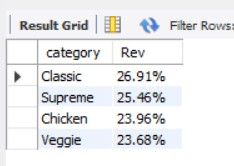 Result Grid Filter Rows:
category Rev
Classic 26.91%
Supreme 25.46%
Chicken 23.96%
Veggie 23.68%